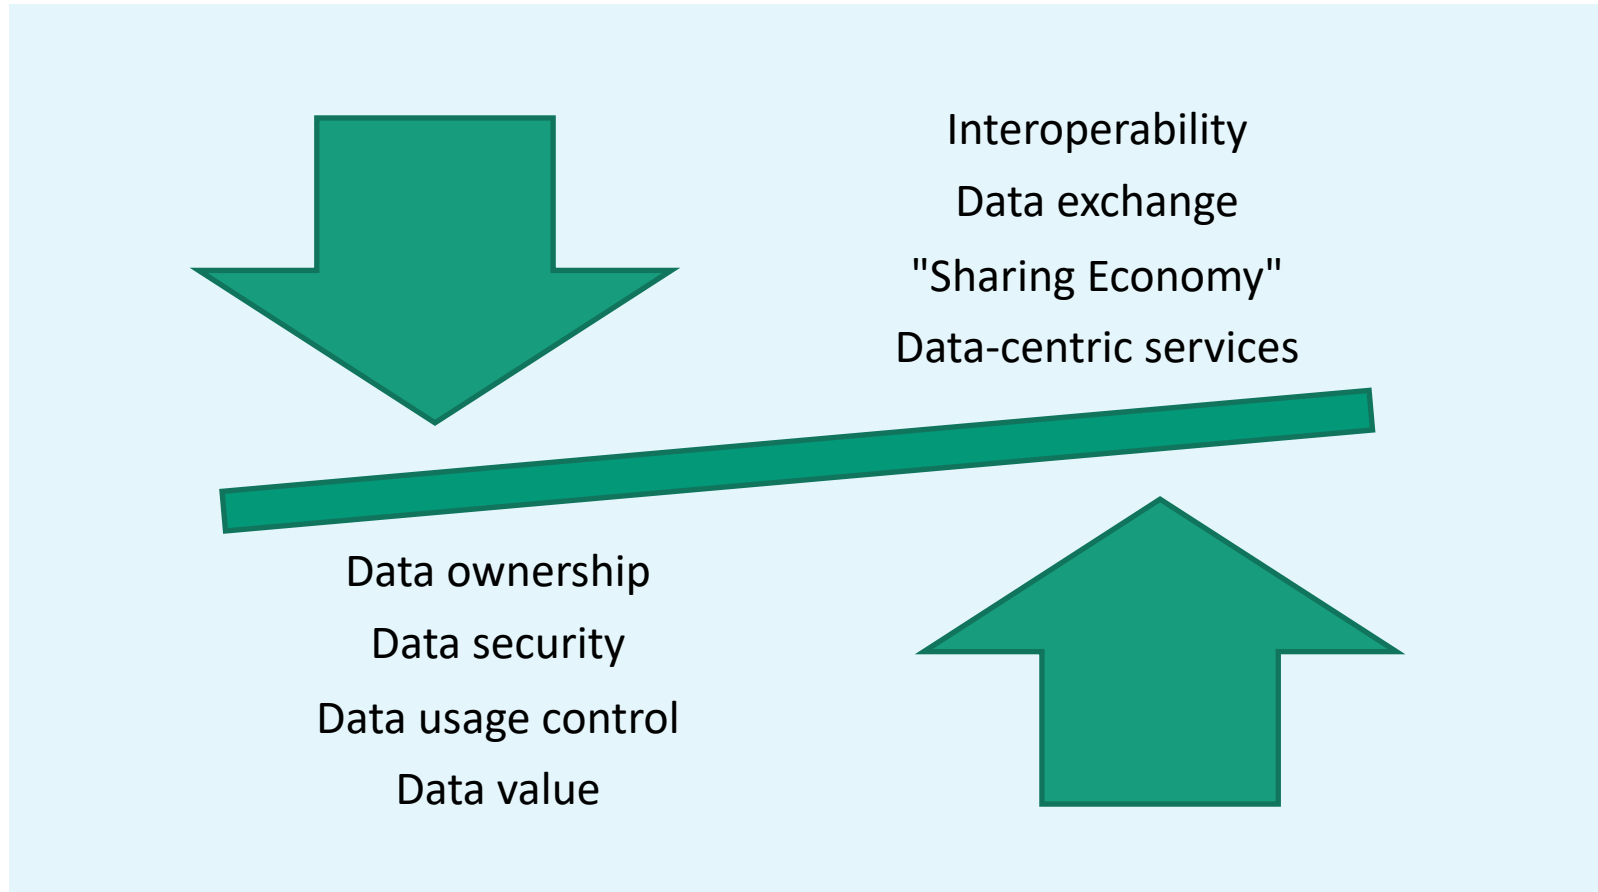 Interoperability
Data exchange
"Sharing Economy"
Data-centric services
Data ownership
Data security
Data usage control
Data value